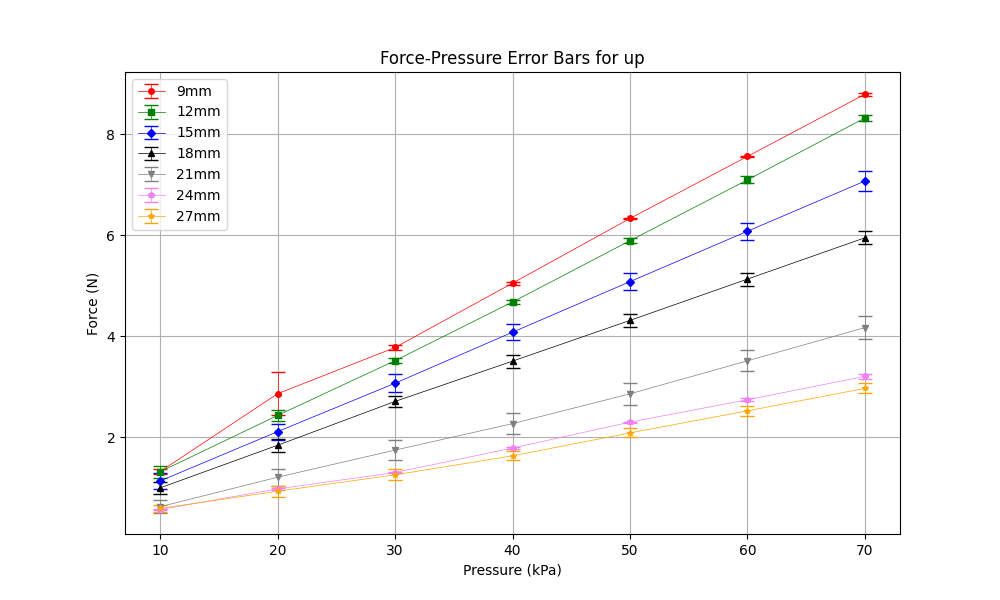 Force-Pressure Error Bars for up
9mm
12mm
15mm
18mm
21mm
24mm
27mm
8
6
4
2
Force (N)
10 20 30 40 50 60 70
Pressure (kPa)